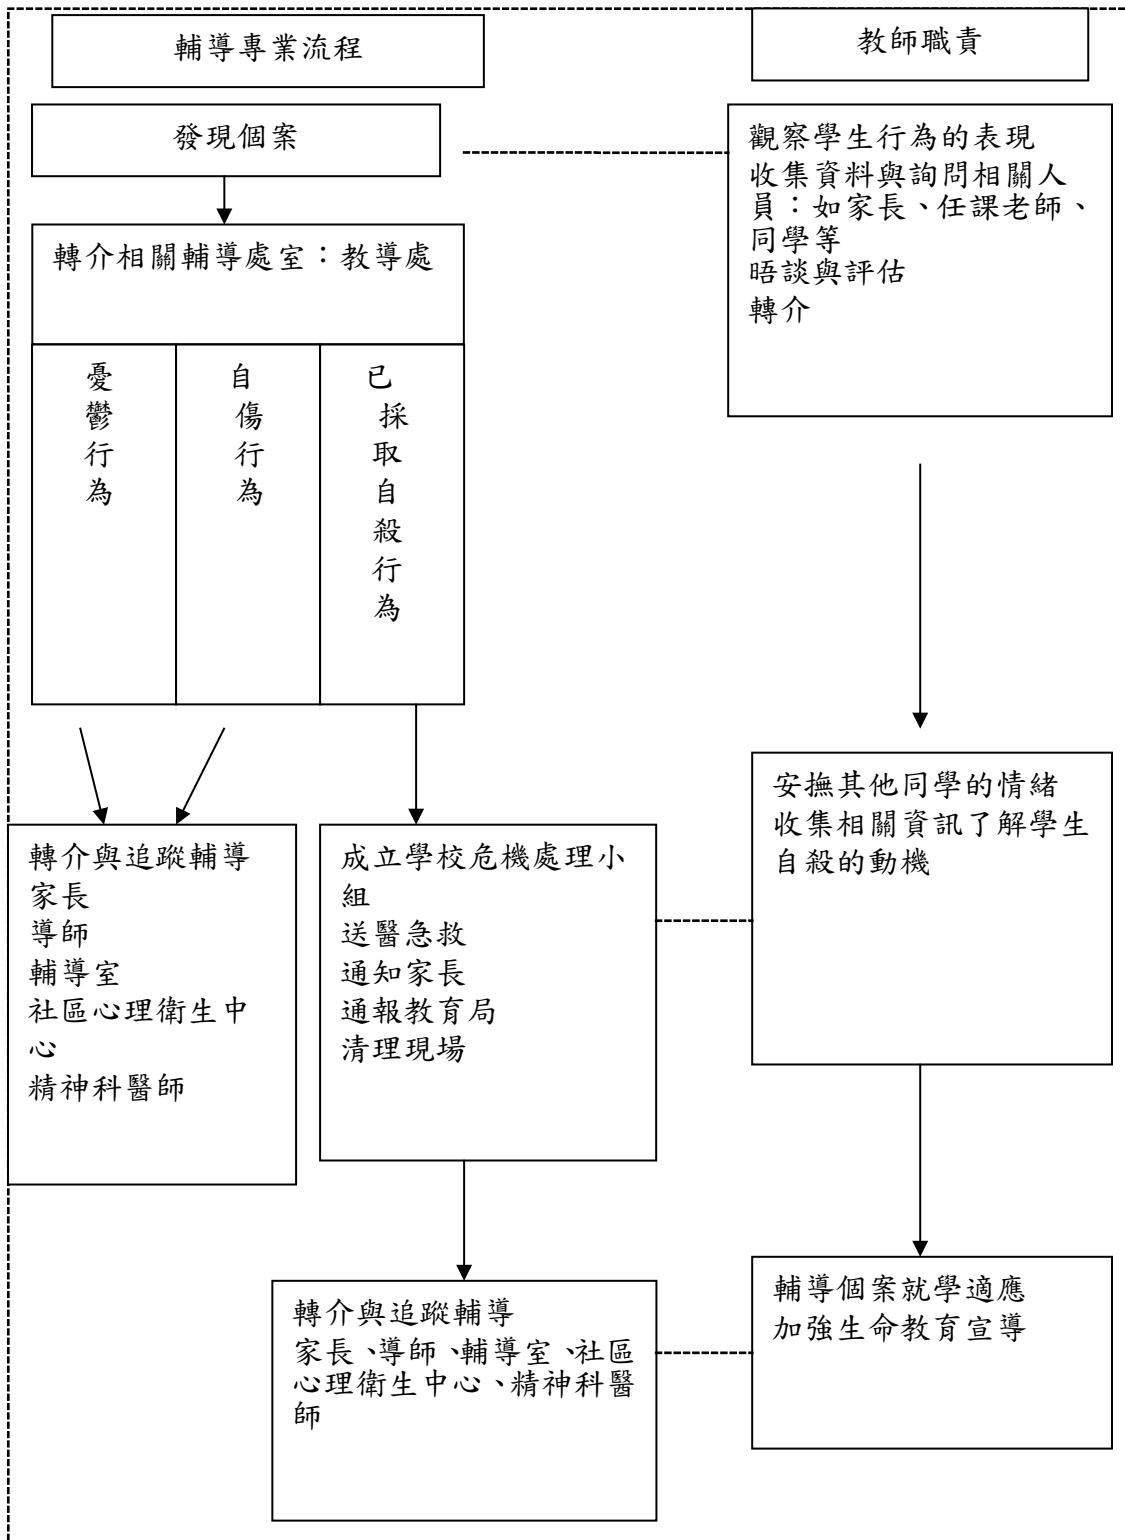 輔導專業流程
教師職責
發現個案
觀察學生行為的表現
收集資料與詢問相關人
員：如家長、任課老師、
同學等
晤談與評估
轉介
轉介相關輔導處室：教導處
憂鬱行為
自傷行為
已採取自殺行為
安撫其他同學的情緒
收集相關資訊了解學生
自殺的動機
轉介與追蹤輔導
家長
導師
輔導室
社區心理衛生中
心
精神科醫師
成立學校危機處理小
組
送醫急救
通知家長
通報教育局
清理現場
轉介與追蹤輔導
家長、導師、輔導室、社區
心理衛生中心、精神科醫
師
輔導個案就學適應
加強生命教育宣導